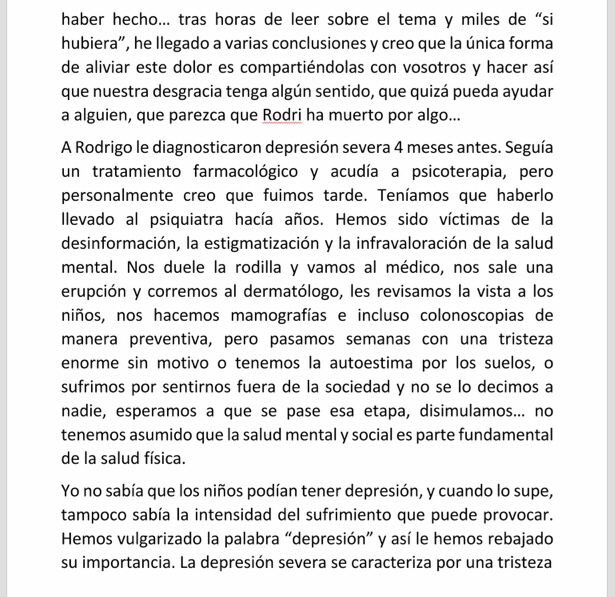 haber hecho... tras horas de leer sobre el tema y miles de “si
hubiera”, he llegado a varias conclusiones y creo que la única forma
de aliviar este dolor es compartiéndolas con vosotros y hacer así
que nuestra desgracia tenga algún sentido, que quizá pueda ayudar
a alguien, que parezca que Rodri ha muerto por algo...
A Rodrigo le diagnosticaron depresión severa 4 meses antes. Seguía
un tratamiento farmacológico y acudía a psicoterapia, pero
personalmente creo que fuimos tarde. Teníamos que haberlo
llevado al psiquiatra hacía años. Hemos sido víctimas de la
desinformación, la estigmatización y la infravaloración de la salud
mental. Nos duele la rodilla y vamos al médico, nos sale una
erupción y corremos al dermatólogo, les revisamos la vista a los
niños, nos hacemos mamografías e incluso colonoscopias de
manera preventiva, pero pasamos semanas con una tristeza
enorme sin motivo o tenemos la autoestima por los suelos, o
sufrimos por sentirnos fuera de la sociedad y no se lo decimos a
nadie, esperamos a que se pase esa etapa, disimulamos... no
tenemos asumido que la salud mental y social es parte fundamental
de la salud física.
Yo no sabía que los niños podían tener depresión, y cuando lo supe,
tampoco sabía la intensidad del sufrimiento que puede provocar.
Hemos vulgarizado la palabra “depresión” y así le hemos rebajado
su importancia. La depresión severa se caracteriza por una tristeza